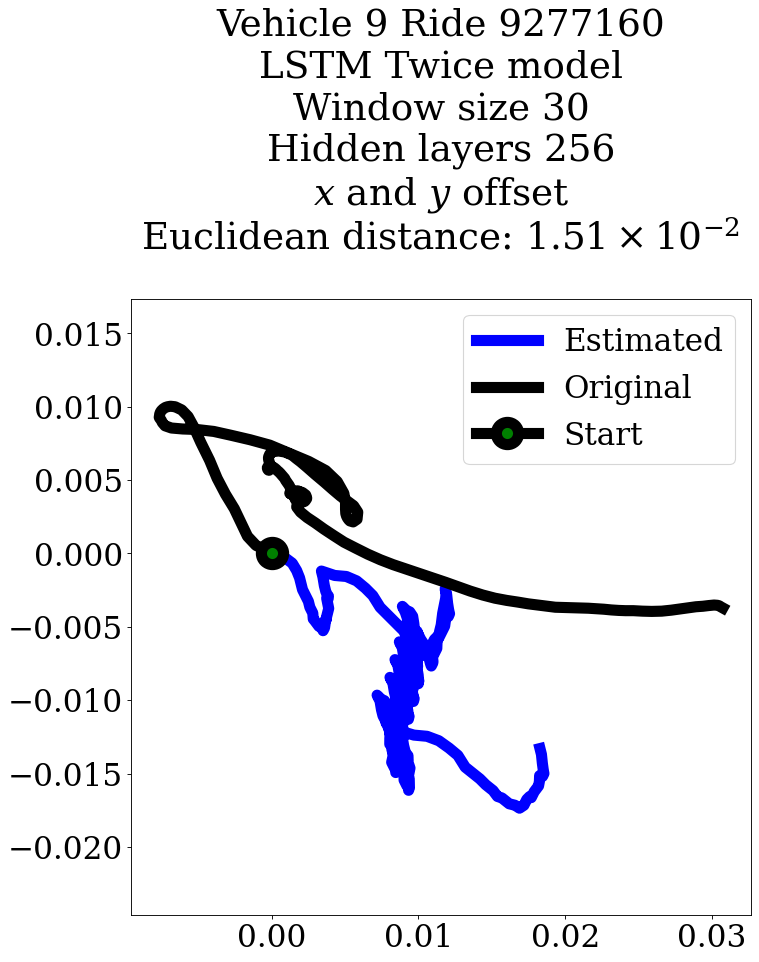 Vehicle 9 Ride 9277160
LSTM Twice model
Window size 30
Hidden layers 256
x and y offset
Euclidean distance: 1.51 × 10⁻²
Estimated
Original
Start
0.015
0.010
0.005
0.000
−0.005
−0.010
−0.015
−0.020
0.00 0.01 0.02 0.03